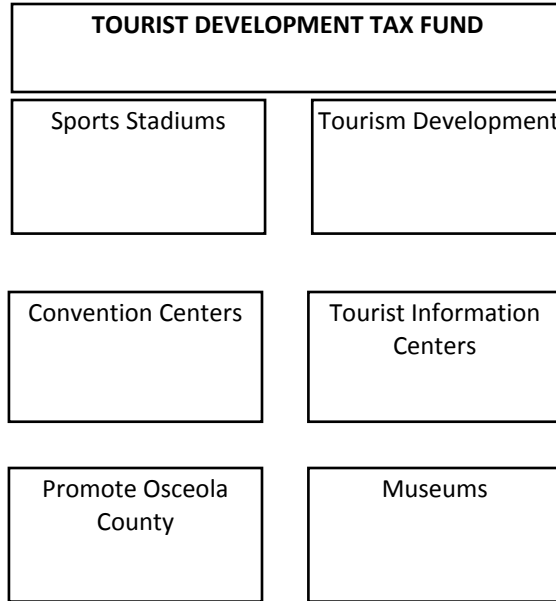 TOURIST DEVELOPMENT TAX FUND
Sports Stadiums
Tourism Development
Convention Centers
Tourist Information
Centers
Promote Osceola
County
Museums